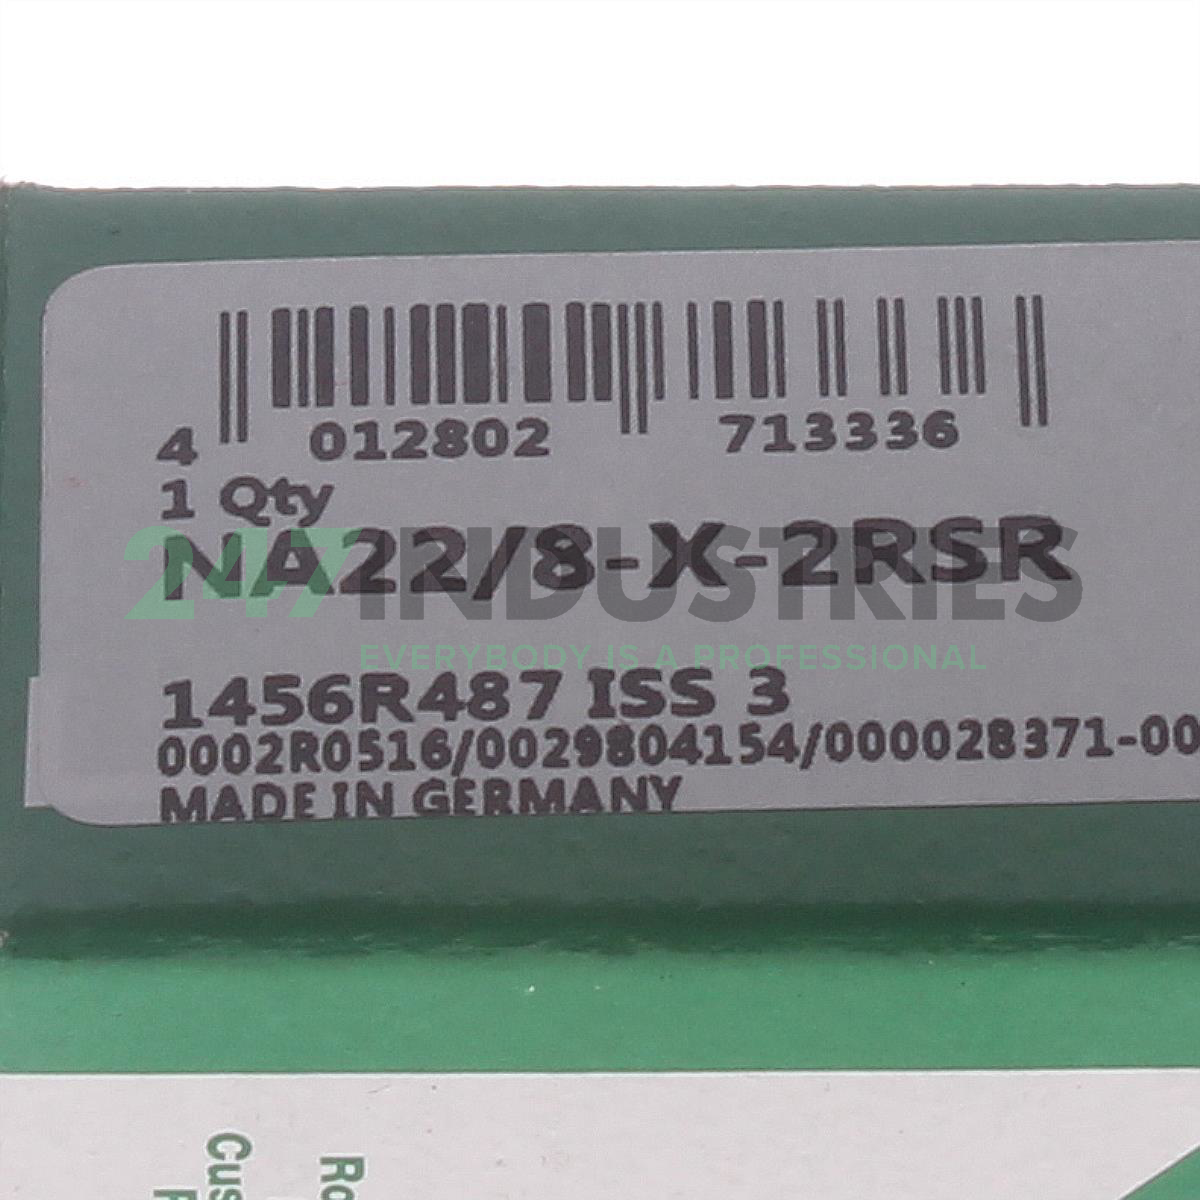 4 012802 713336
1 Qty
NA22/8-X-2RSR
247INDUSTRIES
EVERYBODY IS A PROFESSIONAL
1456R487 ISS 3
0002R0516/0029804154/000028371-00
MADE IN GERMANY